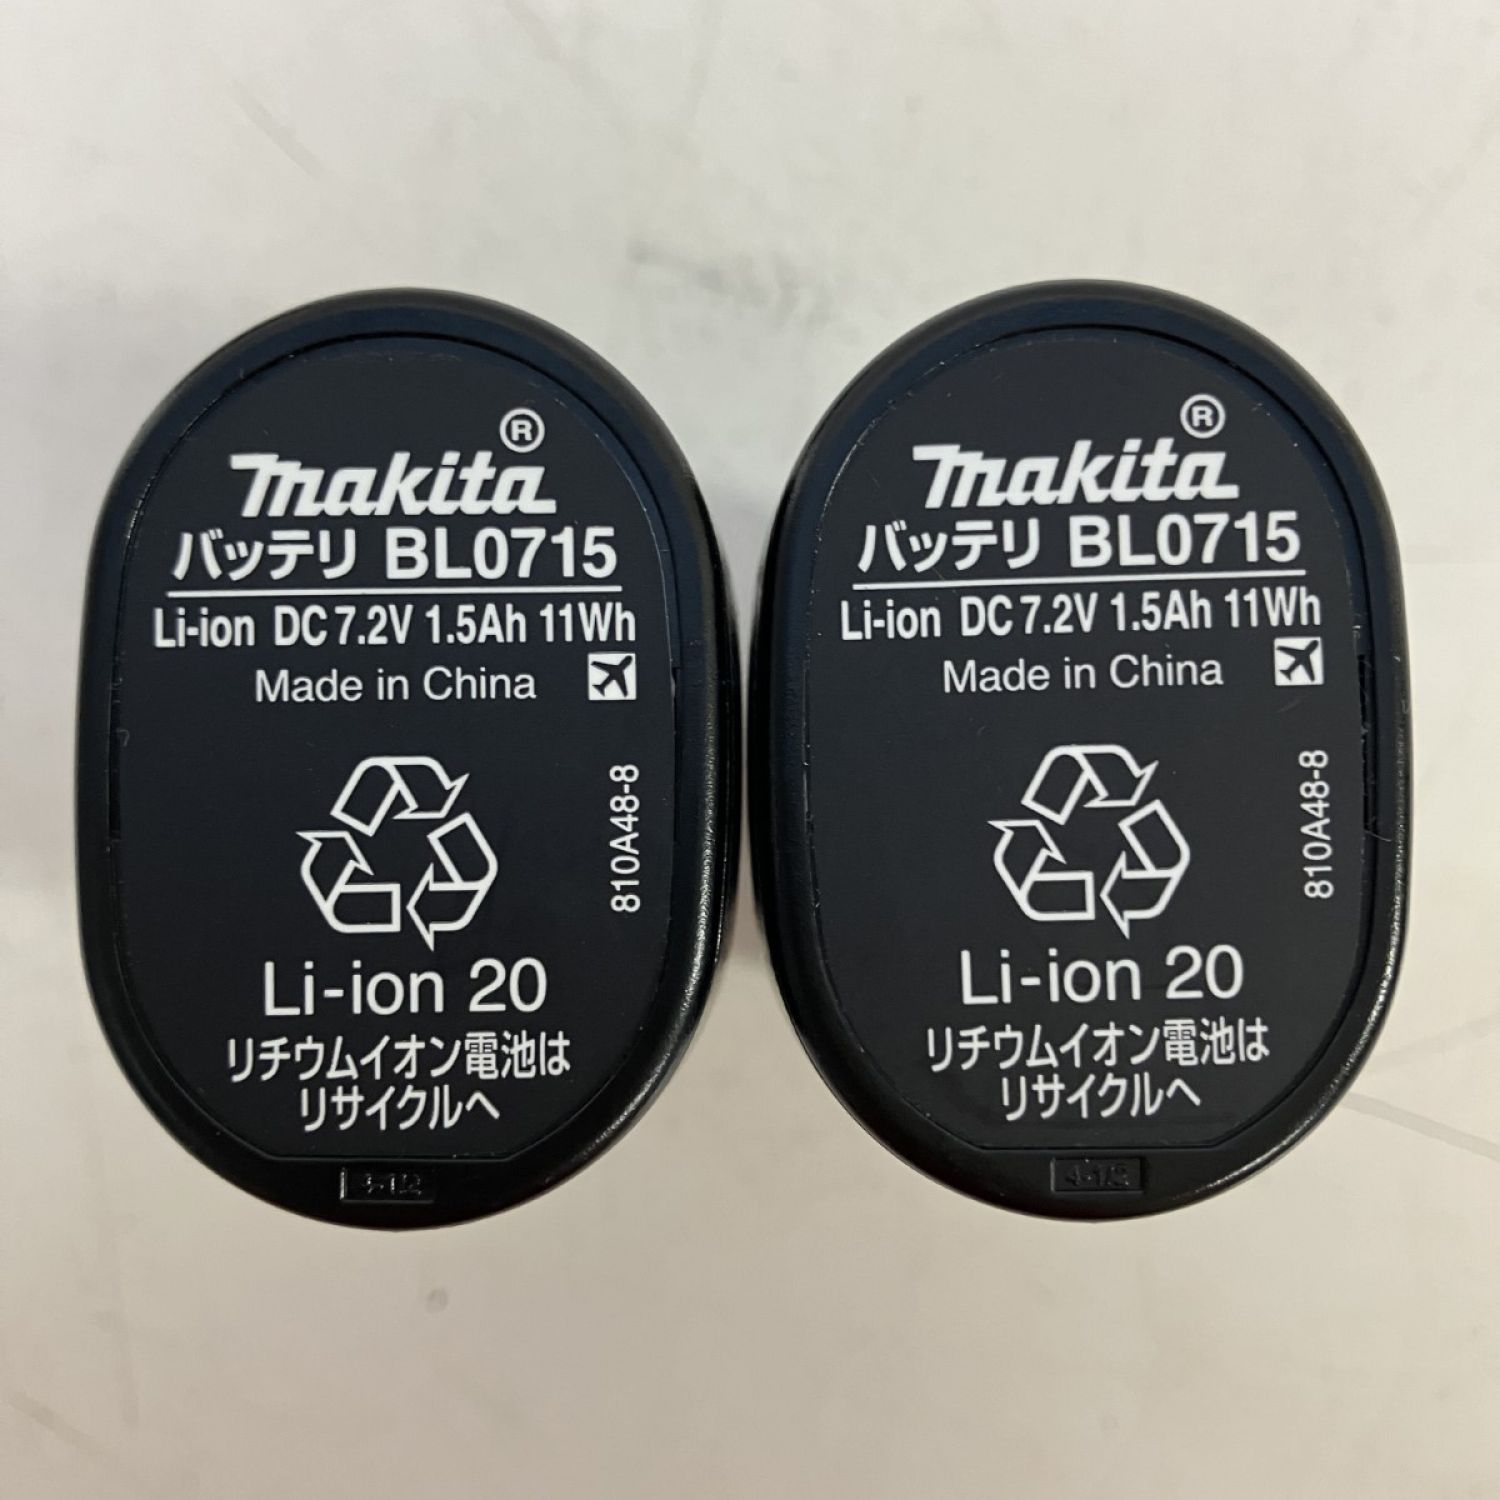 makita®
バッテリ BL0715
Li-ion DC 7.2V 1.5Ah 11Wh
Made in China
810A48-8
Li-ion 20
リチウムイオン電池は
リサイクルへ
makita®
バッテリ BL0715
Li-ion DC 7.2V 1.5Ah 11Wh
Made in China
810A48-8
Li-ion 20
リチウムイオン電池は
リサイクルへ